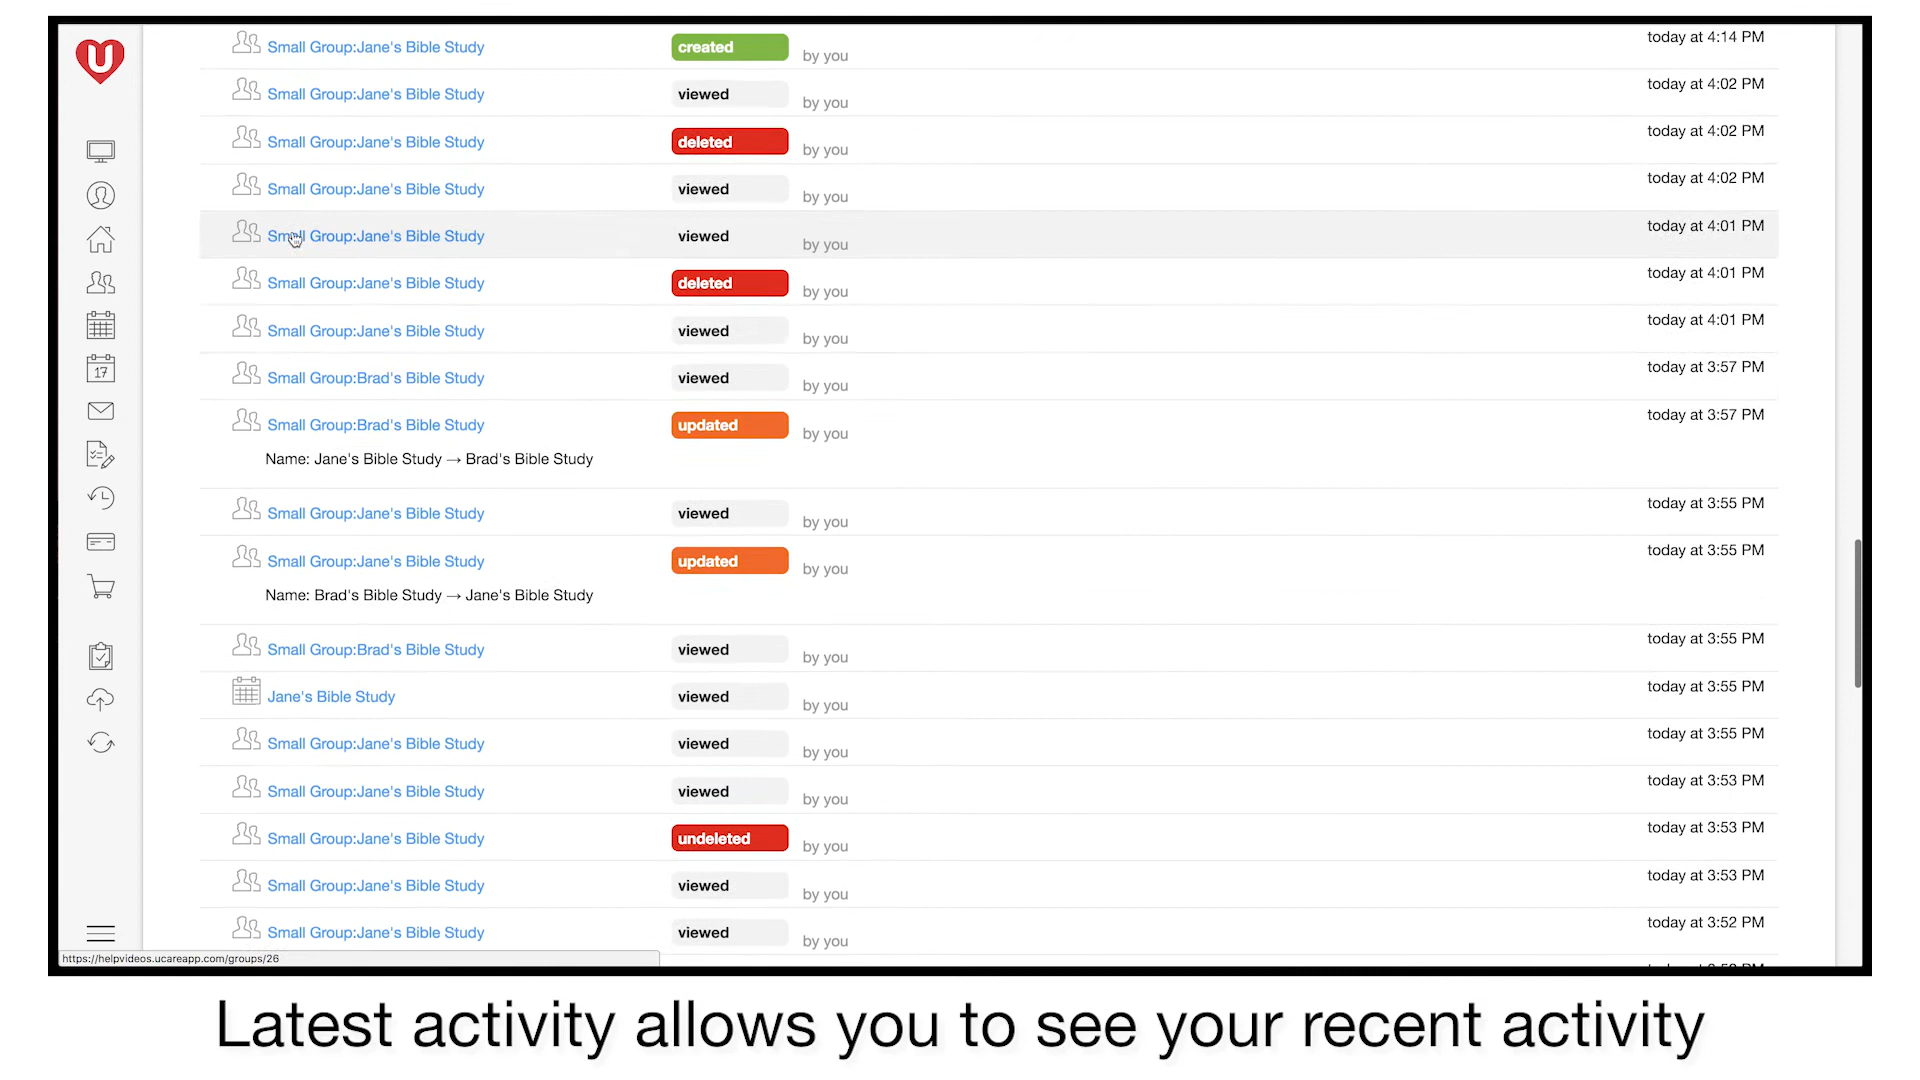 U
Small Group:Jane's Bible Study created by you today at 4:14 PM
Small Group:Jane's Bible Study viewed by you today at 4:02 PM
Small Group:Jane's Bible Study deleted by you today at 4:02 PM
Small Group:Jane's Bible Study viewed by you today at 4:02 PM
Small Group:Jane's Bible Study viewed by you today at 4:01 PM
Small Group:Jane's Bible Study deleted by you today at 4:01 PM
Small Group:Jane's Bible Study viewed by you today at 4:01 PM
Small Group:Brad's Bible Study viewed by you today at 3:57 PM
17
Small Group:Brad's Bible Study updated by you today at 3:57 PM
Name: Jane's Bible Study → Brad's Bible Study
Small Group:Jane's Bible Study viewed by you today at 3:55 PM
Small Group:Jane's Bible Study updated by you today at 3:55 PM
Name: Brad's Bible Study → Jane's Bible Study
Small Group:Brad's Bible Study viewed by you today at 3:55 PM
Jane's Bible Study viewed by you today at 3:55 PM
Small Group:Jane's Bible Study viewed by you today at 3:55 PM
Small Group:Jane's Bible Study viewed by you today at 3:53 PM
Small Group:Jane's Bible Study undeleted by you today at 3:53 PM
Small Group:Jane's Bible Study viewed by you today at 3:53 PM
Small Group:Jane's Bible Study viewed by you today at 3:52 PM
https://helpvideos.ucareapp.com/groups/26
Latest activity allows you to see your recent activity